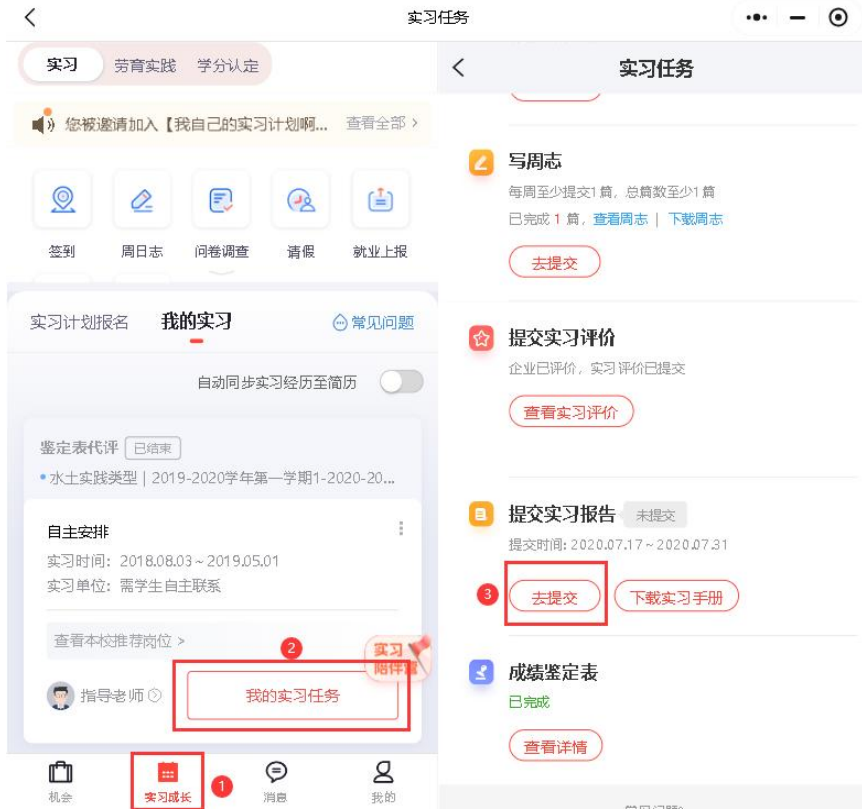 实习任务
实习 劳育实践 学分认定
您被邀请加入【我自己的实习计划啊... 查看全部 >
签到 周日志 问卷调查 请假 就业上报
实习计划报名 我的实习 常见问题
自动同步实习经历至简历
鉴定表代评 已结束
水土实践类型 | 2019-2020学年第一学期1-2020-20...
自主安排
实习时间：2018.08.03~2019.05.01
实习单位：需学生自主联系
查看本校推荐岗位 >
2
实习
陪伴营
指导老师 ? 我的实习任务
机会 实习成长 1 消息 我的
实习任务
写周志
每周至少提交1篇，总篇数至少1篇
已完成 1 篇，查看周志 | 下载周志
去提交
提交实习评价
企业已评价，实习评价已提交
查看实习评价
提交实习报告 未提交
提交时间：2020.07.17~2020.07.31
3 去提交 下载实习手册
成绩鉴定表
已完成
查看详情